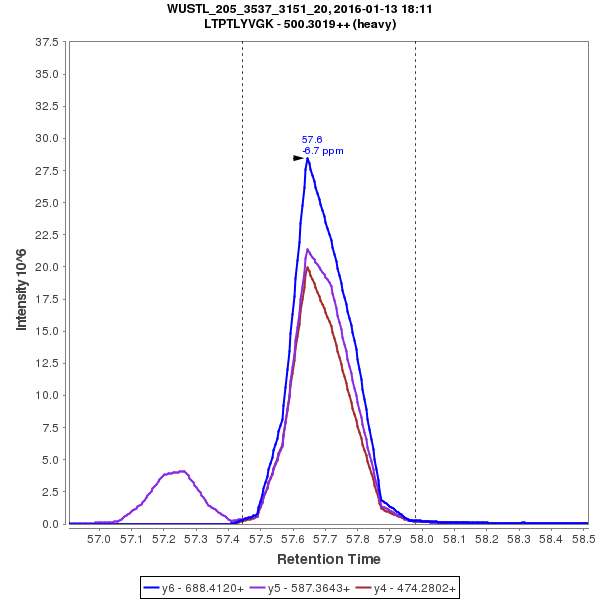 WUSTL_205_3537_3151_20, 2016-01-13 18:11
LTPTLYVGK - 500.3019++ (heavy)
37.5
35.0
32.5
30.0
27.5
25.0
22.5
20.0
17.5
15.0
12.5
10.0
7.5
5.0
2.5
0.0
Intensity 10^6
57.6
-6.7 ppm
57.0 57.1 57.2 57.3 57.4 57.5 57.6 57.7 57.8 57.9 58.0 58.1 58.2 58.3 58.4 58.5
Retention Time
y6 - 688.4120+ y5 - 587.3643+ y4 - 474.2802+